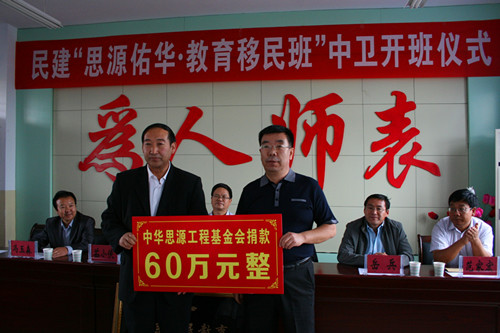 民建“思源佑华·教育移民班”中卫开班仪式
为人师表
中华思源工程基金会捐款
60万元整